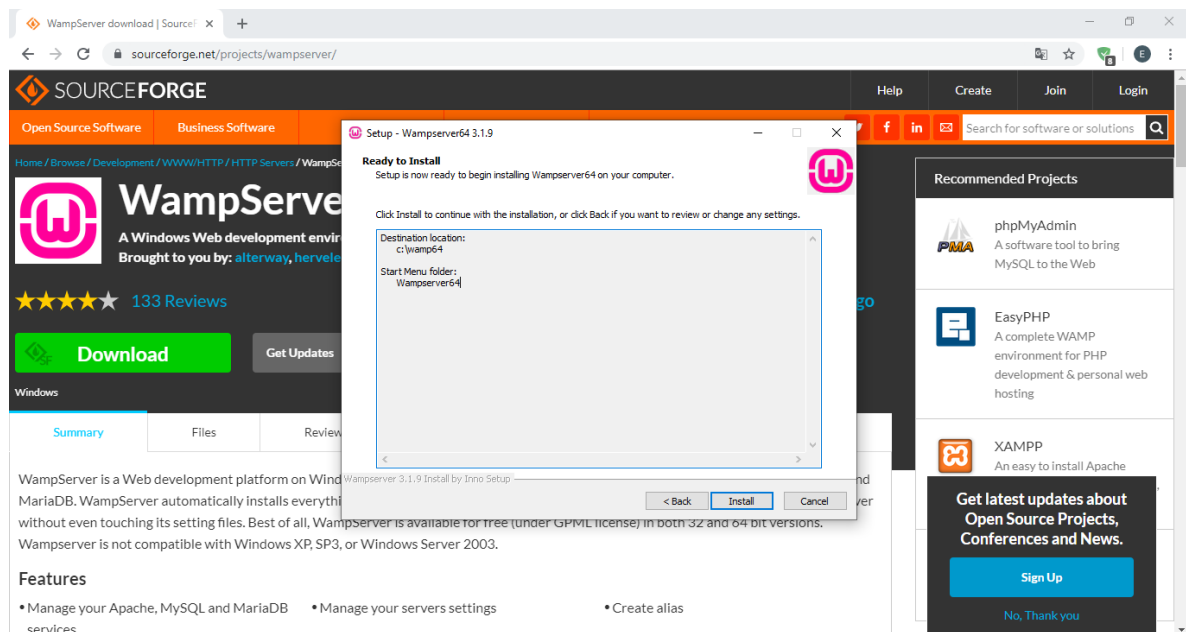 WampServer download | SourceF
sourceforge.net/projects/wampserver/
E
8
SOURCEFORGE
Help
Create
Join
Login
Open Source Software
Business Software
Search for software or solutions
Home / Browse / Development / WWW/HTTP / HTTP Servers / WampSe
WampServe
A Windows Web development envir
Brought to you by: alterway, hervele
133 Reviews
go
Download
SF
Get Updates
Windows
Summary
Files
Review
Setup - Wampserver64 3.1.9
Ready to Install
Setup is now ready to begin installing Wampserver64 on your computer.
Click Install to continue with the installation, or click Back if you want to review or change any settings.
Destination location:
c:\wamp64
Start Menu folder:
Wampserver64
Wampserver 3.1.9 Install by Inno Setup
< Back
Install
Cancel
WampServer is a Web development platform on Wind
nd
MariaDB. WampServer automatically installs everythi
ver
without even touching its setting files. Best of all, WampServer is available for free (under GPML license) in both 32 and 64 bit versions.
Wampserver is not compatible with Windows XP, SP3, or Windows Server 2003.
Features
• Manage your Apache, MySQL and MariaDB
services
• Manage your servers settings
• Create alias
Recommended Projects
PMA
phpMyAdmin
A software tool to bring
MySQL to the Web
EasyPHP
A complete WAMP
environment for PHP
development & personal web
hosting
XAMPP
An easy to install Apache
Get latest updates about
Open Source Projects,
Conferences and News.
Sign Up
No, Thank you